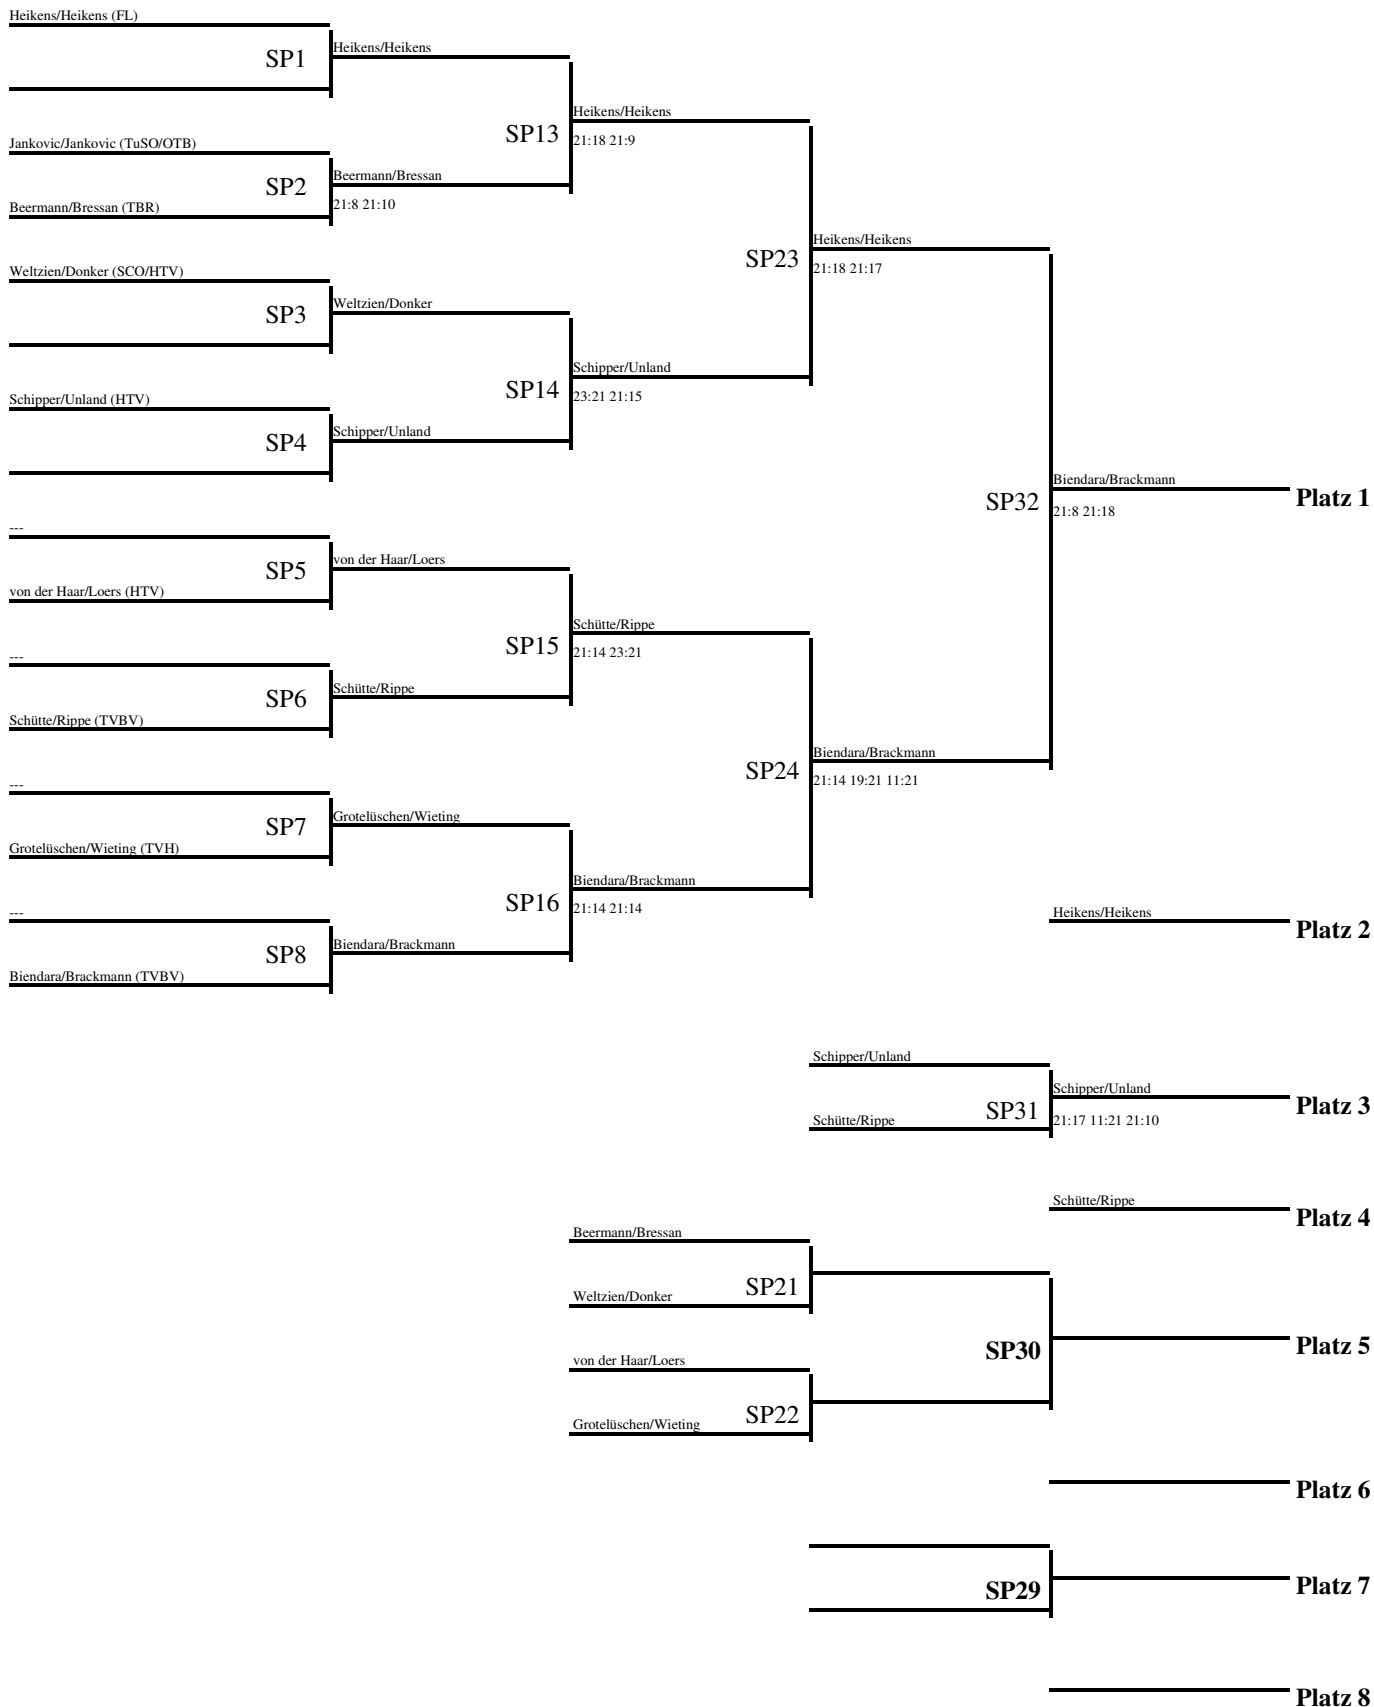 Heikens/Heikens (FL)
SP1
Heikens/Heikens
SP13
Heikens/Heikens
21:18 21:9
Jankovic/Jankovic (TuSO/OTB)
SP2
Beermann/Bressan
21:8 21:10
Beermann/Bressan (TBR)
SP23
Heikens/Heikens
21:18 21:17
Weltzien/Donker (SCO/HTV)
SP3
Weltzien/Donker
SP14
Schipper/Unland
23:21 21:15
Schipper/Unland (HTV)
SP4
Schipper/Unland
SP32
Biendara/Brackmann
21:8 21:18
Platz 1
---
SP5
von der Haar/Loers
von der Haar/Loers (HTV)
SP15
Schütte/Rippe
21:14 23:21
---
SP6
Schütte/Rippe
Schütte/Rippe (TVBV)
SP24
Biendara/Brackmann
21:14 19:21 11:21
---
SP7
Grotelüschen/Wieting
Grotelüschen/Wieting (TVH)
SP16
Biendara/Brackmann
21:14 21:14
---
SP8
Biendara/Brackmann
Biendara/Brackmann (TVBV)
Heikens/Heikens
Platz 2
Schipper/Unland
Schütte/Rippe
SP31
Schipper/Unland
21:17 11:21 21:10
Platz 3
Schütte/Rippe
Platz 4
Beermann/Bressan
SP21
Weltzien/Donker
von der Haar/Loers
SP22
Grotelüschen/Wieting
SP30
Platz 5
Platz 6
SP29
Platz 7
Platz 8